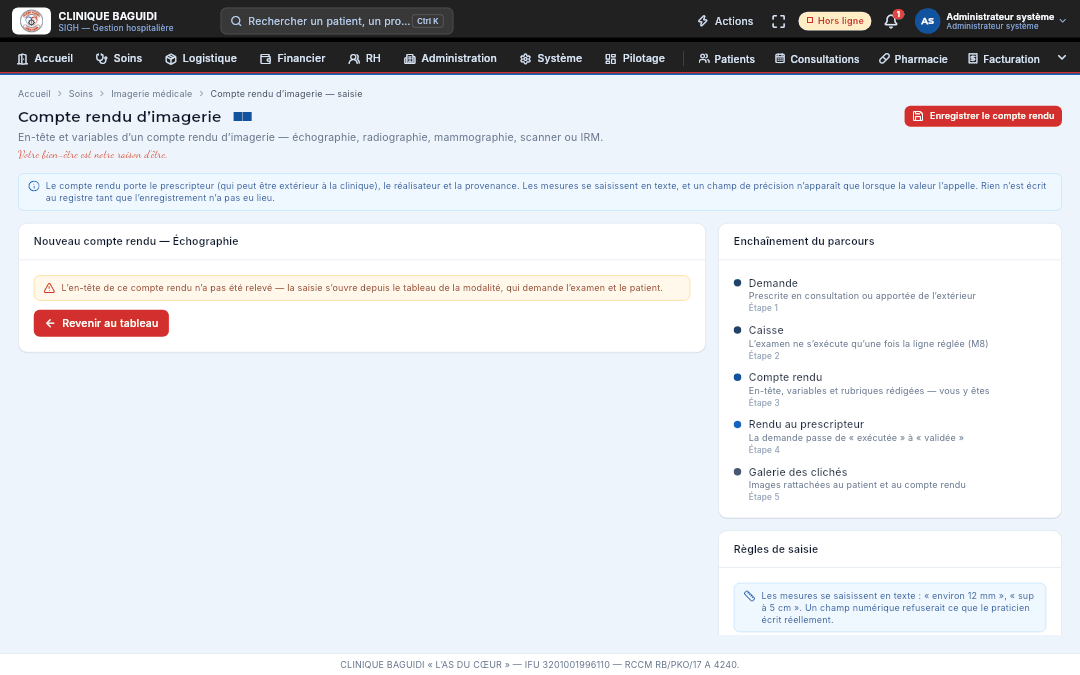 CLINIQUE BAGUIDI
SIGH — Gestion hospitalière
Rechercher un patient, un pro... Ctrl K
Actions
Hors ligne
1
AS
Administrateur système
Administrateur système
Accueil Soins Logistique Financier RH Administration Système Pilotage Patients Consultations Pharmacie Facturation
Accueil > Soins > Imagerie médicale > Compte rendu d’imagerie — saisie
Compte rendu d’imagerie
Enregistrer le compte rendu
En-tête et variables d’un compte rendu d’imagerie — échographie, radiographie, mammographie, scanner ou IRM.
Votre bien-être est notre raison d’être.
Le compte rendu porte le prescripteur (qui peut être extérieur à la clinique), le réalisateur et la provenance. Les mesures se saisissent en texte, et un champ de précision n’apparaît que lorsque la valeur l’appelle. Rien n’est écrit
au registre tant que l’enregistrement n’a pas eu lieu.
Nouveau compte rendu — Échographie
L’en-tête de ce compte rendu n’a pas été relevé — la saisie s’ouvre depuis le tableau de la modalité, qui demande l’examen et le patient.
Revenir au tableau
Enchaînement du parcours
Demande
Prescrite en consultation ou apportée de l’extérieur
Étape 1
Caisse
L’examen ne s’exécute qu’une fois la ligne réglée (M8)
Étape 2
Compte rendu
En-tête, variables et rubriques rédigées — vous y êtes
Étape 3
Rendu au prescripteur
La demande passe de « exécutée » à « validée »
Étape 4
Galerie des clichés
Images rattachées au patient et au compte rendu
Étape 5
Règles de saisie
Les mesures se saisissent en texte : « environ 12 mm », « sup
à 5 cm ». Un champ numérique refuserait ce que le praticien
écrit réellement.
CLINIQUE BAGUIDI « L’AS DU CŒUR » — IFU 3201001996110 — RCCM RB/PKO/17 A 4240.